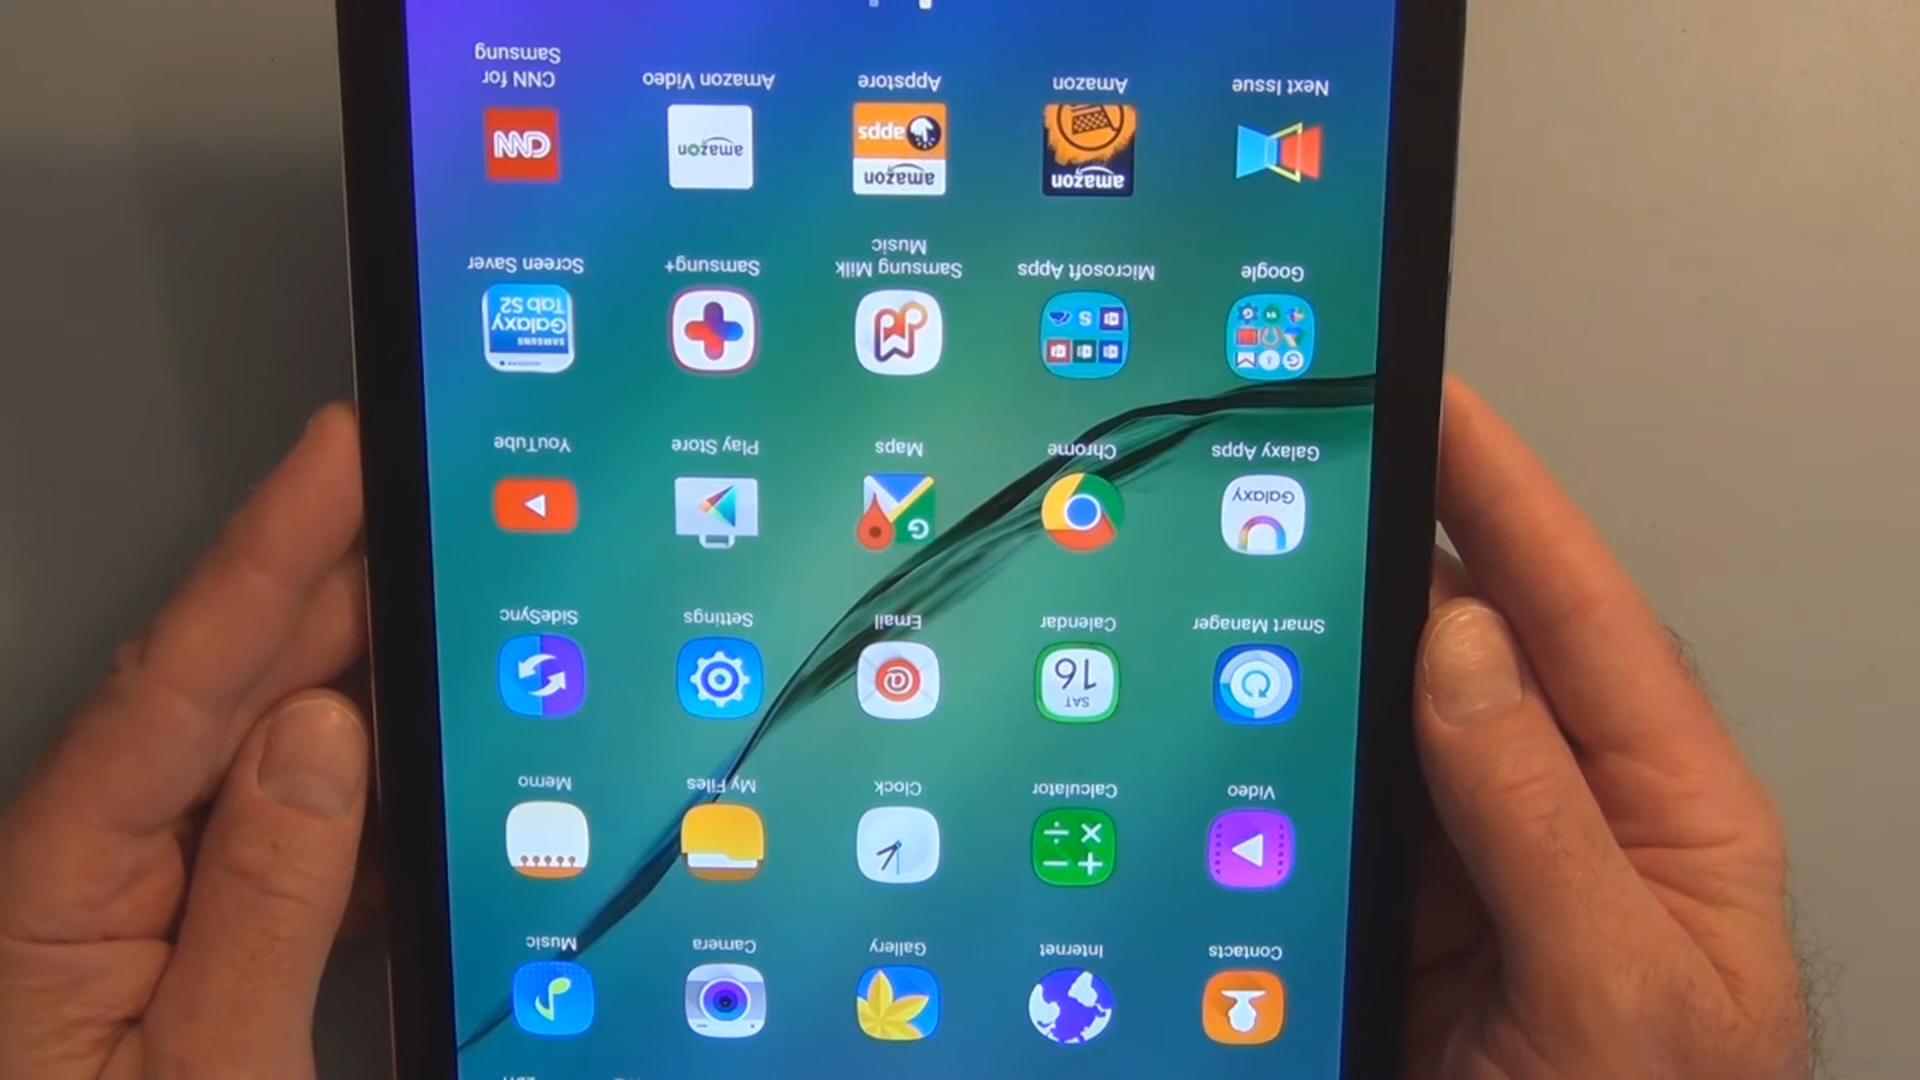 Contacts
Internet
Gallery
Camera
Music
Video
Calculator
Clock
My Files
Memo
SAT
16
@
Smart Manager
Calendar
Email
Settings
SideSync
Galaxy
G
Galaxy Apps
Chrome
Maps
Play Store
YouTube
SAMSUNG
Galaxy
Tab S2
Google
Microsoft Apps
Samsung Milk
Music
Samsung+
Screen Saver
amazon
amazon
apps
amazon
CNN
Next Issue
Amazon
Appstore
Amazon Video
CNN for
Samsung